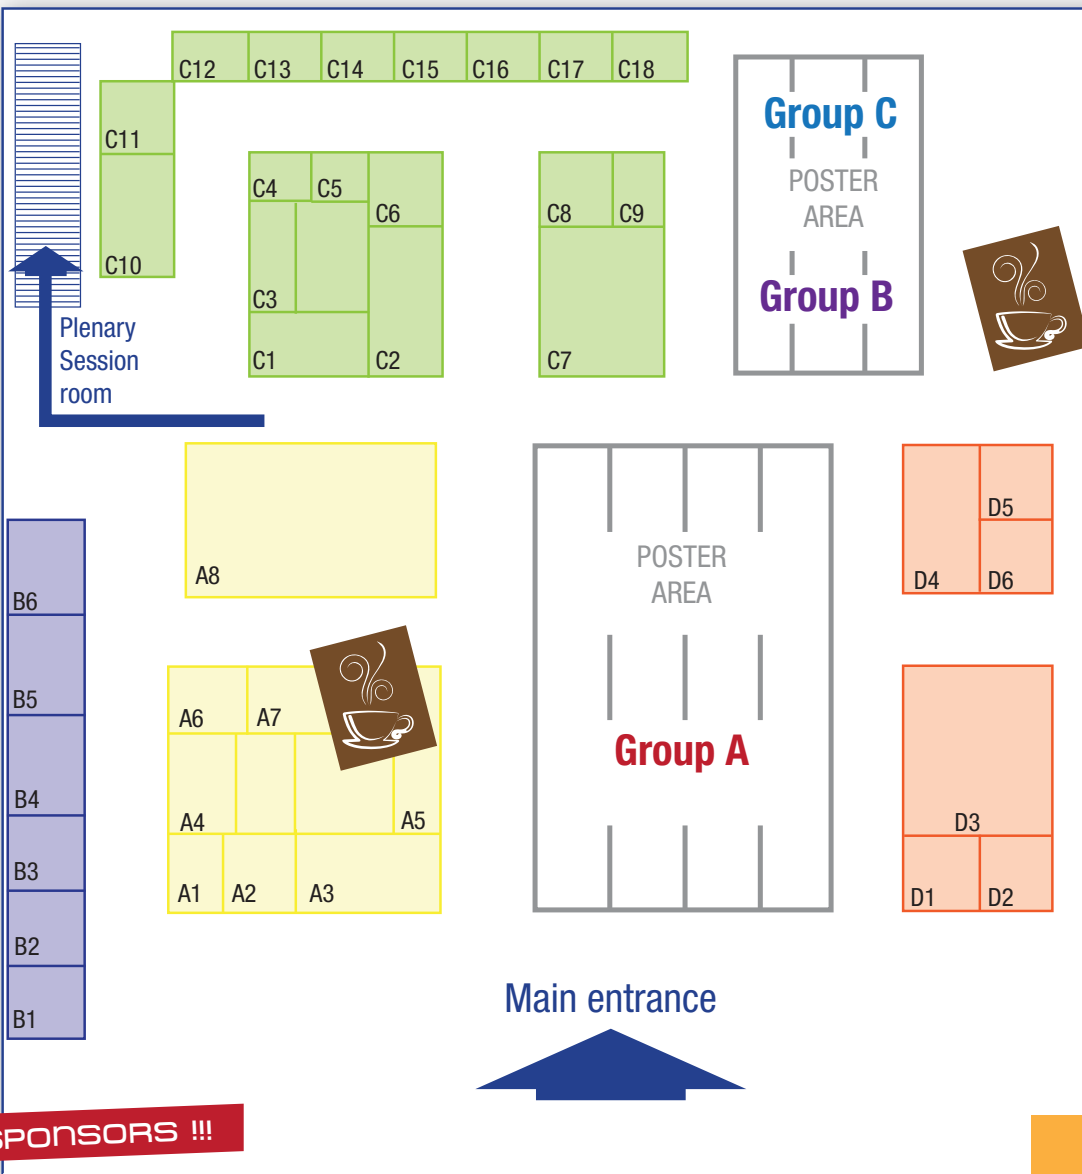 C12 C13 C14 C15 C16 C17 C18
Group C
C11
POSTER
AREA
C4 C5
C6
C8 C9
C10
Group B
C3
Plenary
Session
room
C1 C2
C7
D5
A8
POSTER
AREA
D4 D6
B6
B5
A6 A7
Group A
B4
A4 A5
D3
B3
A1 A2 A3
D1 D2
B2
Main entrance
B1
SPONSORS !!!